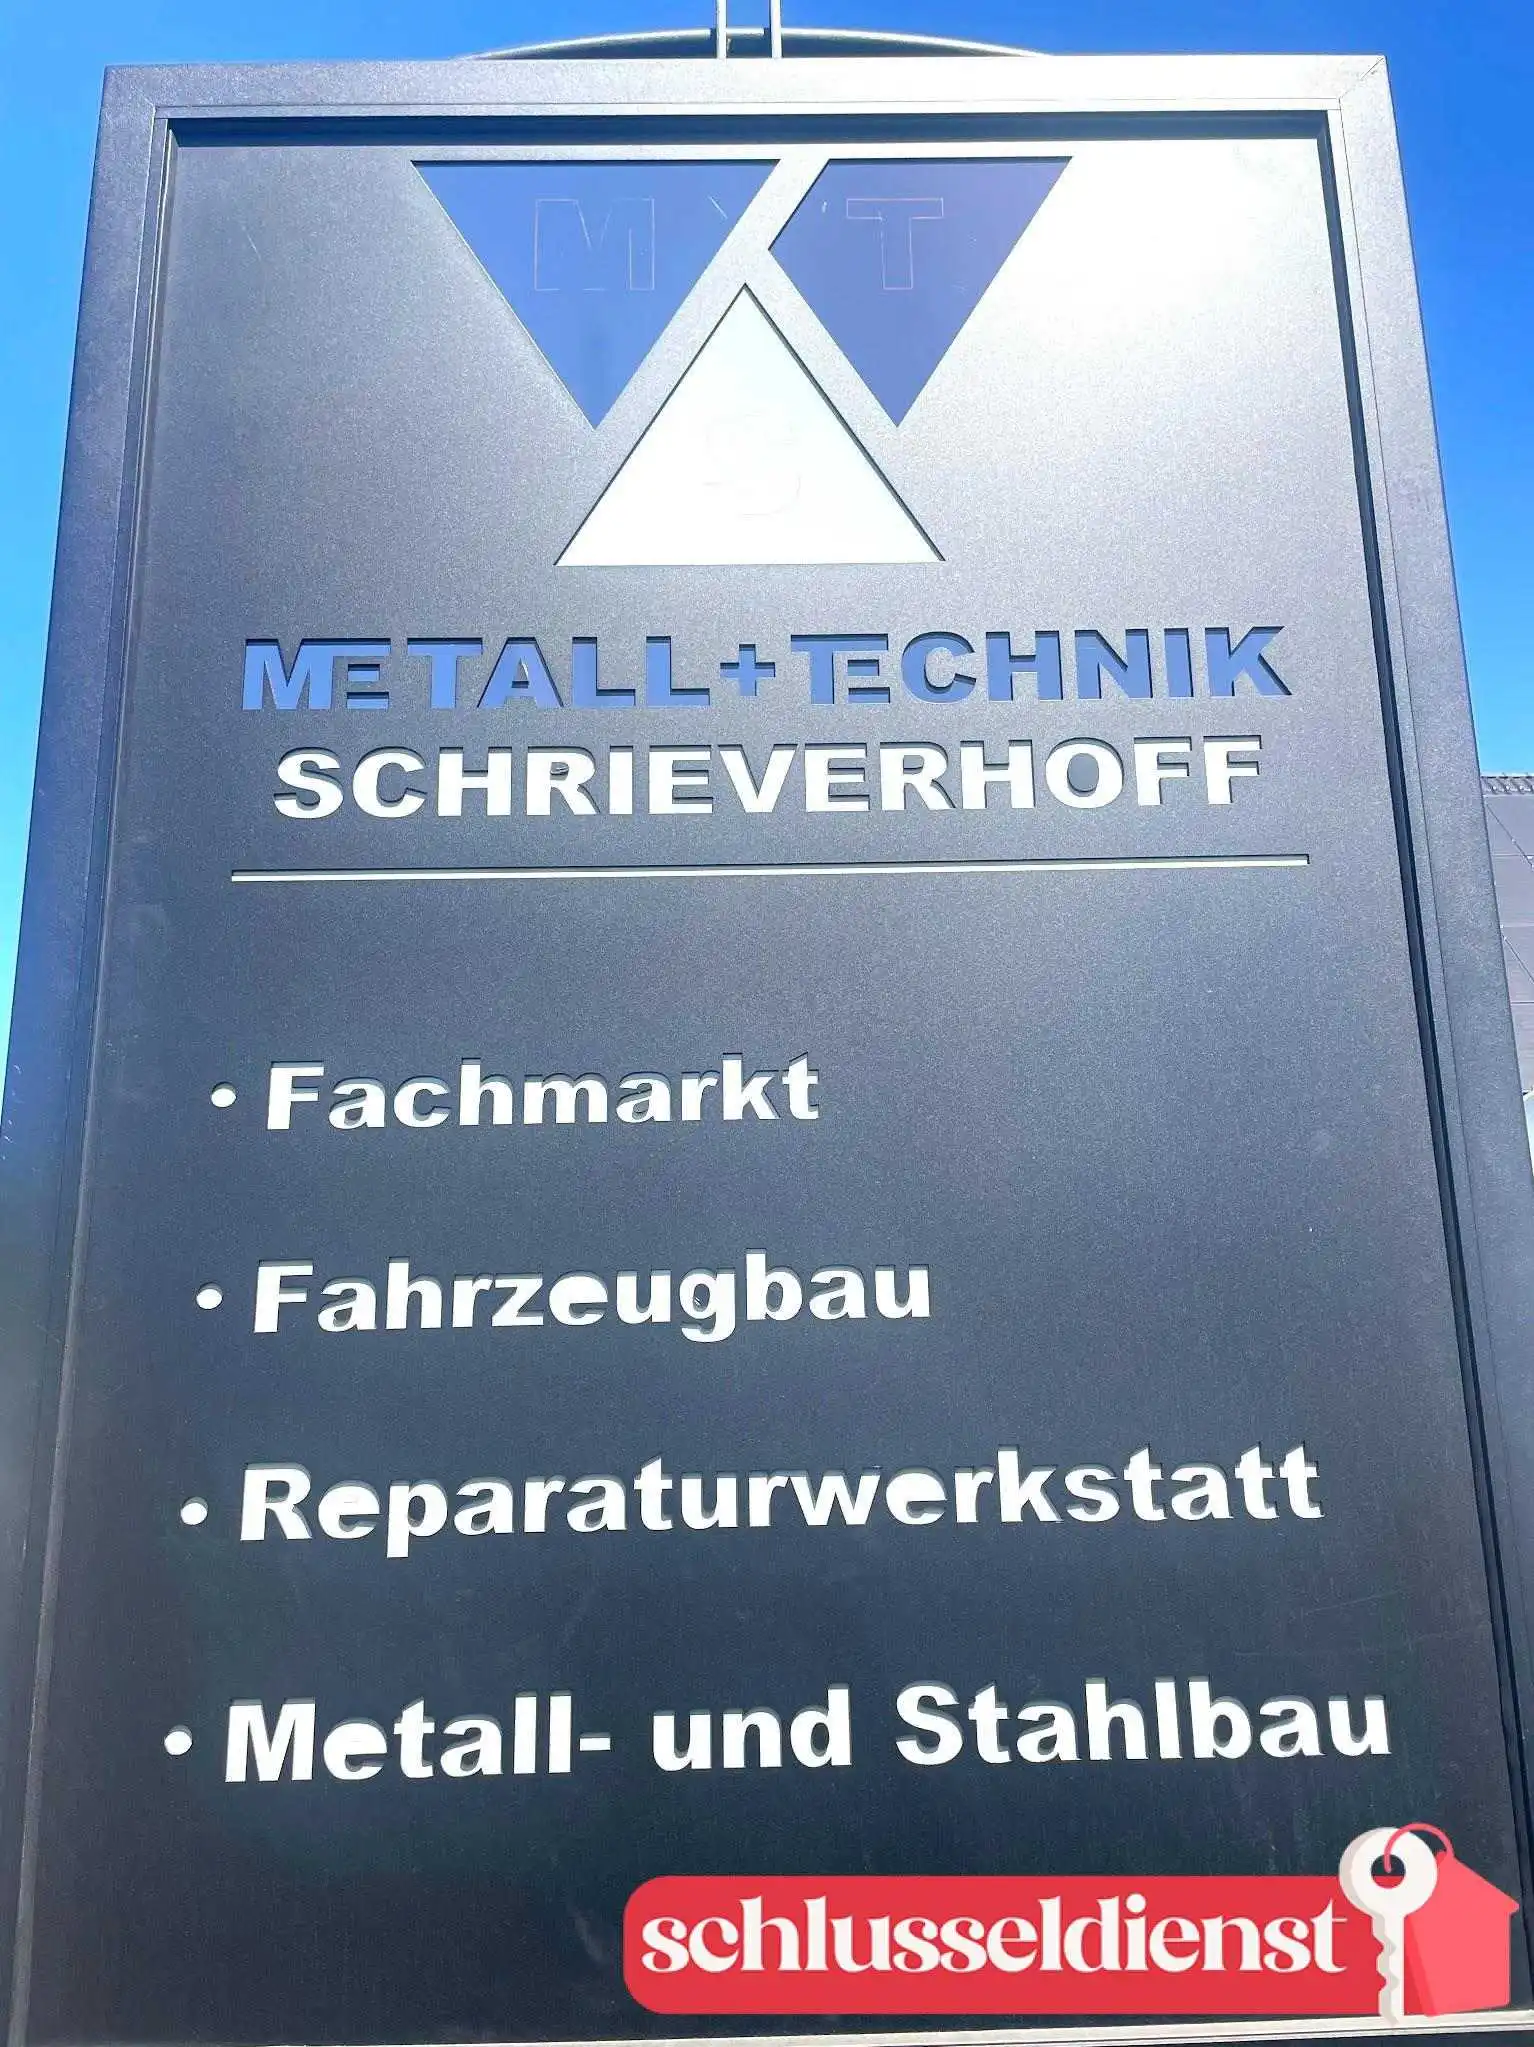 M T
S
METALL+TECHNIK
SCHRIEVERHOFF
• Fachmarkt
• Fahrzeugbau
• Reparaturwerkstatt
• Metall- und Stahlbau
schlusseldienst